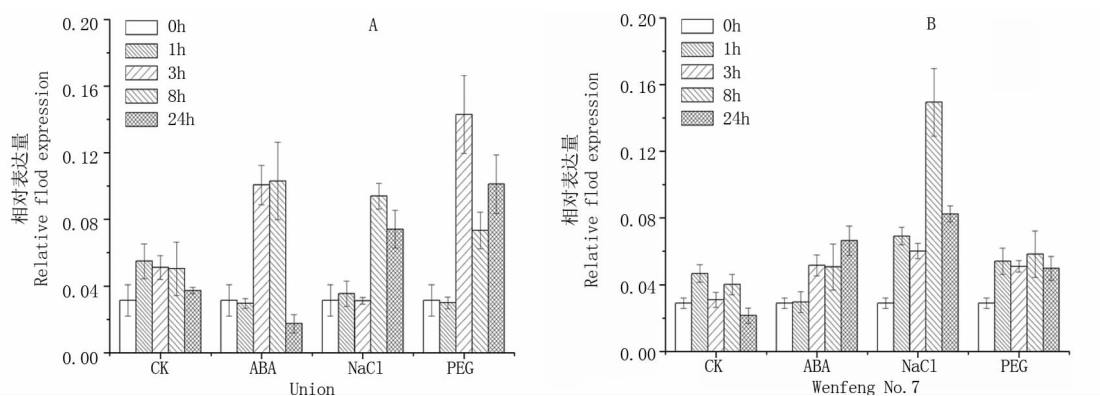 A
0h
1h
3h
8h
24h
相对表达量
Relative flod expression
0.20
0.16
0.12
0.08
0.04
0.00
CK ABA NaCl PEG
Union
B
0h
1h
3h
8h
24h
相对表达量
Relative flod expression
0.20
0.16
0.12
0.08
0.04
0.00
CK ABA NaCl PEG
Wenfeng No.7